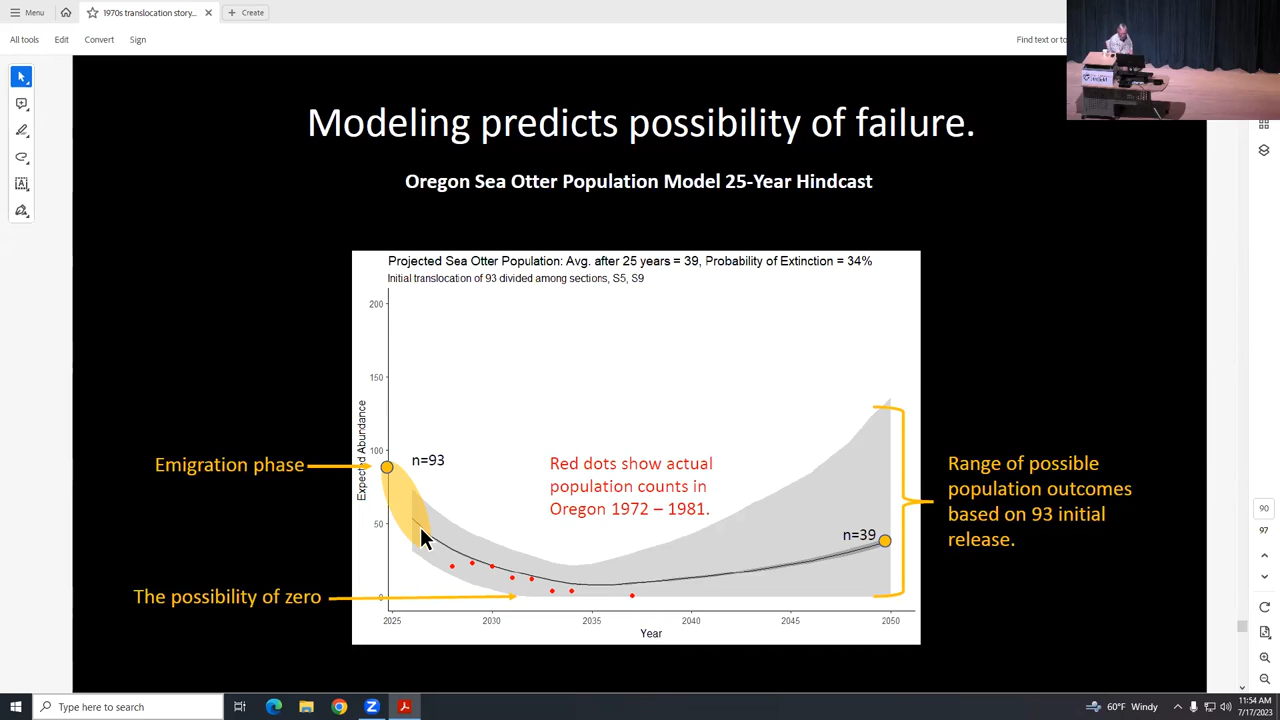 Menu
1970s translocation story...
Create
All tools
Edit
Convert
Sign
Find text or to
Modeling predicts possibility of failure.
Oregon Sea Otter Population Model 25-Year Hindcast
Projected Sea Otter Population: Avg. after 25 years = 39, Probability of Extinction = 34%
Initial translocation of 93 divided among sections, S5, S9
200
150
100
50
0
Expected Abundance
n=93
Emigration phase
Red dots show actual
population counts in
Oregon 1972 – 1981.
n=39
Range of possible
population outcomes
based on 93 initial
release.
The possibility of zero
2025
2030
2035
2040
2045
2050
Year
90
97
Type here to search
60°F Windy
11:54 AM
7/17/2023